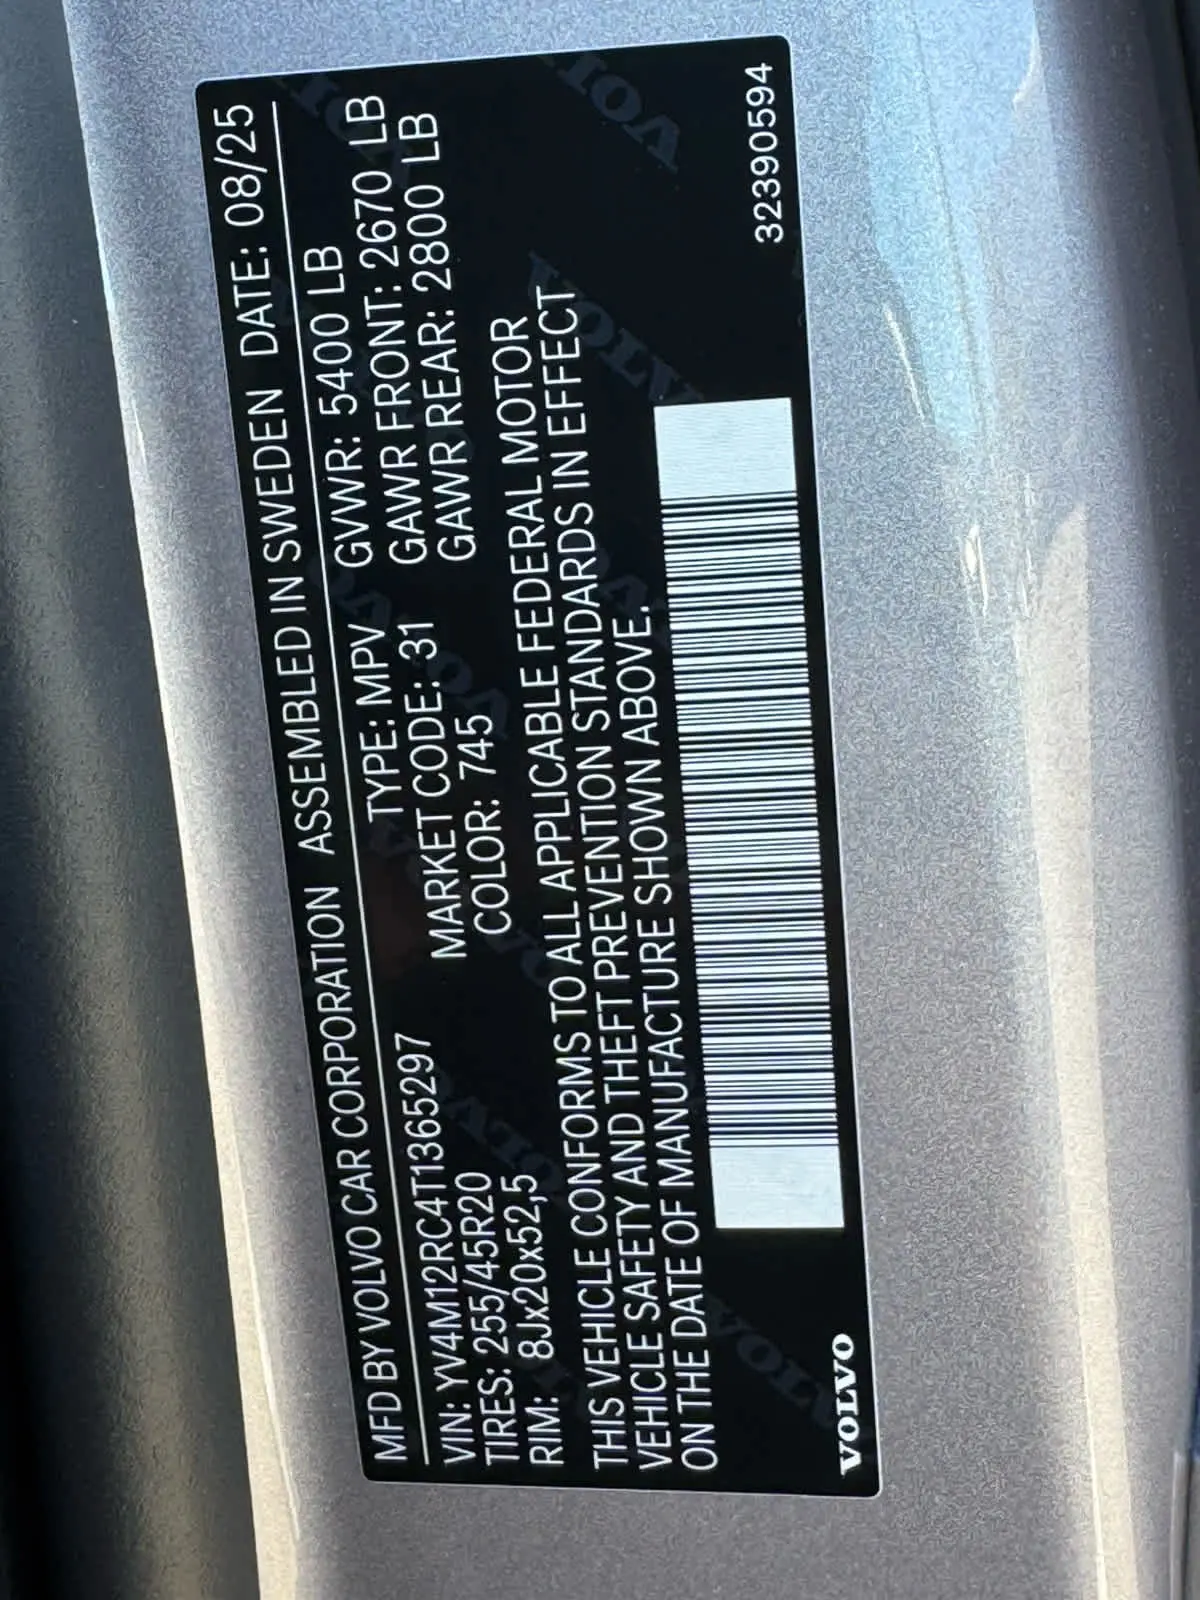 MFD BY VOLVO CAR CORPORATION ASSEMBLED IN SWEDEN DATE: 08/25
VIN: YV4M12RC4T1365297 TYPE: MPV GVWR: 5400 LB
TIRES: 255/45R20 MARKET CODE: 31 GAWR FRONT: 2670 LB
RIM: 8Jx20x52,5 COLOR: 745 GAWR REAR: 2800 LB
THIS VEHICLE CONFORMS TO ALL APPLICABLE FEDERAL MOTOR
VEHICLE SAFETY AND THEFT PREVENTION STANDARDS IN EFFECT
ON THE DATE OF MANUFACTURE SHOWN ABOVE.
VOLVO 32390594